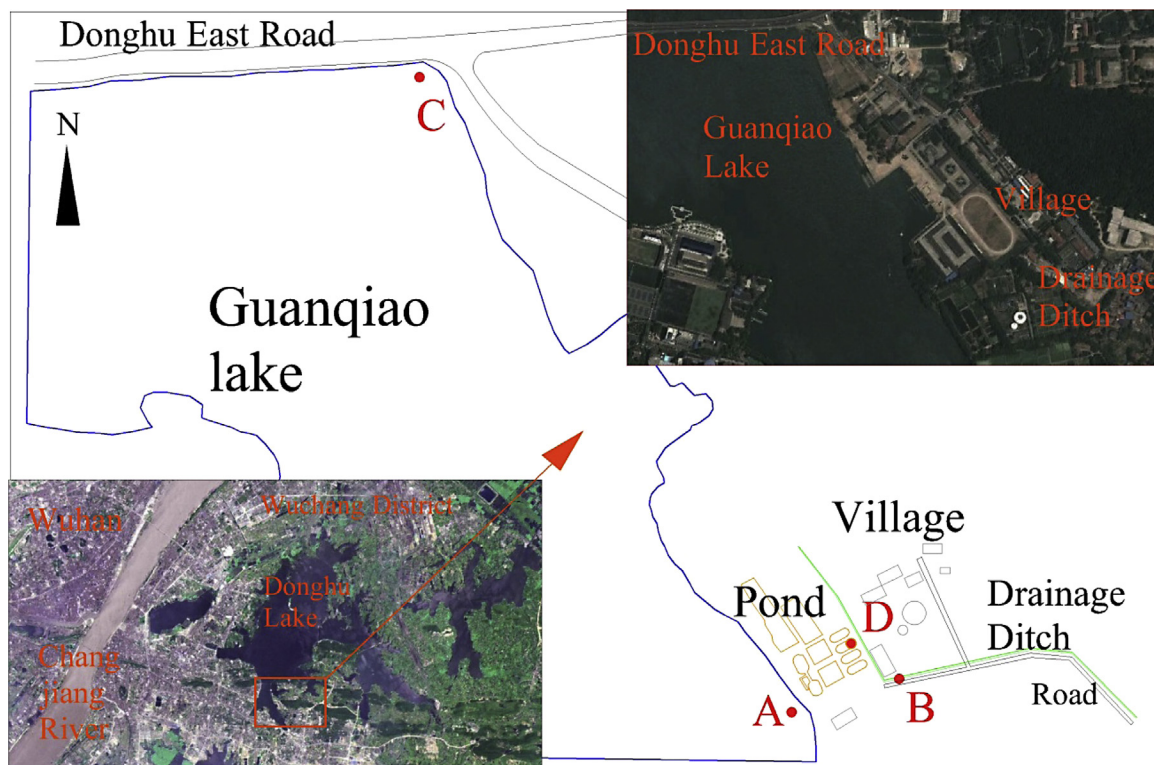 Donghu East Road
N
C
Guanqiao
lake
Donghu East Road
Guanqiao
Lake
Village
Drainage
Ditch
Wuhan
Wuchang District
Donghu
Lake
Chang
jiang
River
Village
Pond
D
Drainage
Ditch
A
B
Road